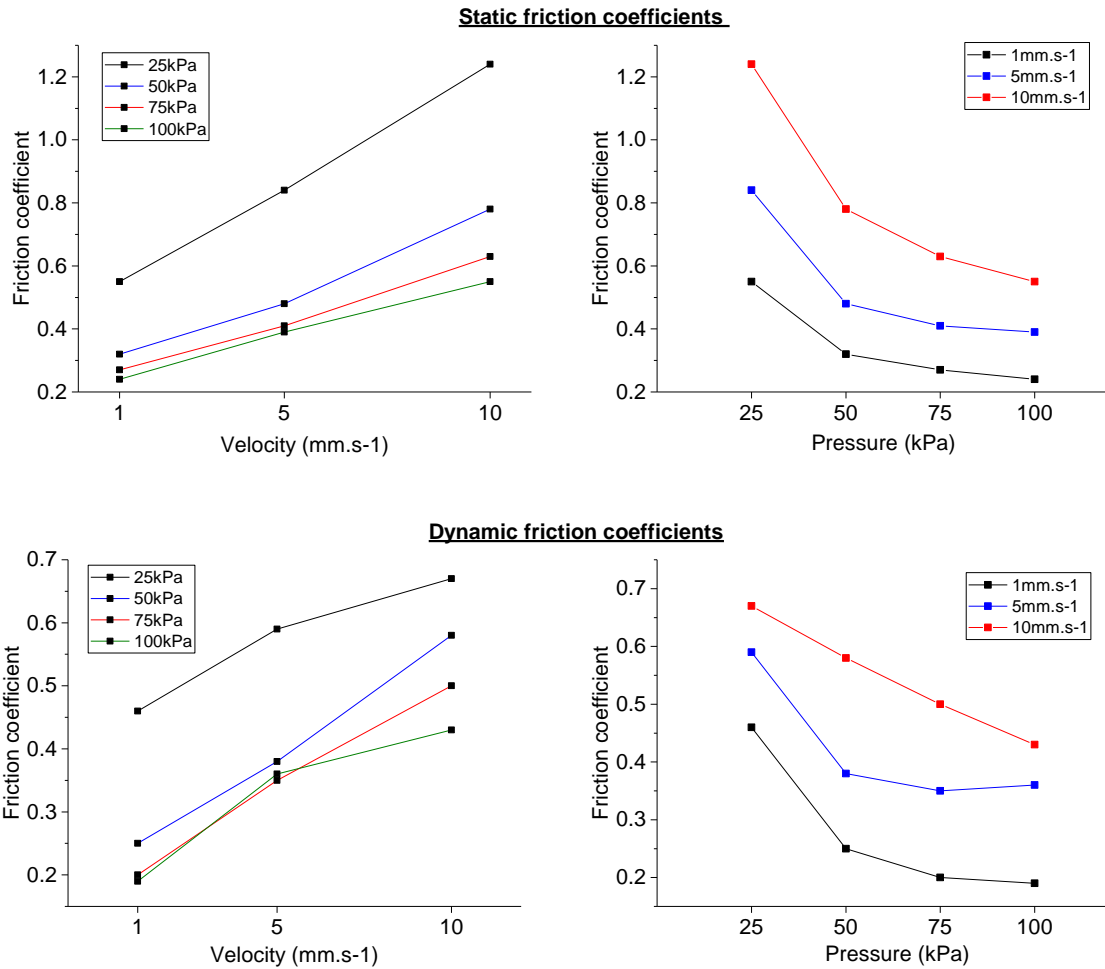 Static friction coefficients
25kPa
50kPa
75kPa
100kPa
Friction coefficient
1.2
1.0
0.8
0.6
0.4
0.2
1 5 10
Velocity (mm.s-1)
1mm.s-1
5mm.s-1
10mm.s-1
Friction coefficient
1.2
1.0
0.8
0.6
0.4
0.2
25 50 75 100
Pressure (kPa)
Dynamic friction coefficients
25kPa
50kPa
75kPa
100kPa
Friction coefficient
0.7
0.6
0.5
0.4
0.3
0.2
1 5 10
Velocity (mm.s-1)
1mm.s-1
5mm.s-1
10mm.s-1
Friction coefficient
0.7
0.6
0.5
0.4
0.3
0.2
25 50 75 100
Pressure (kPa)